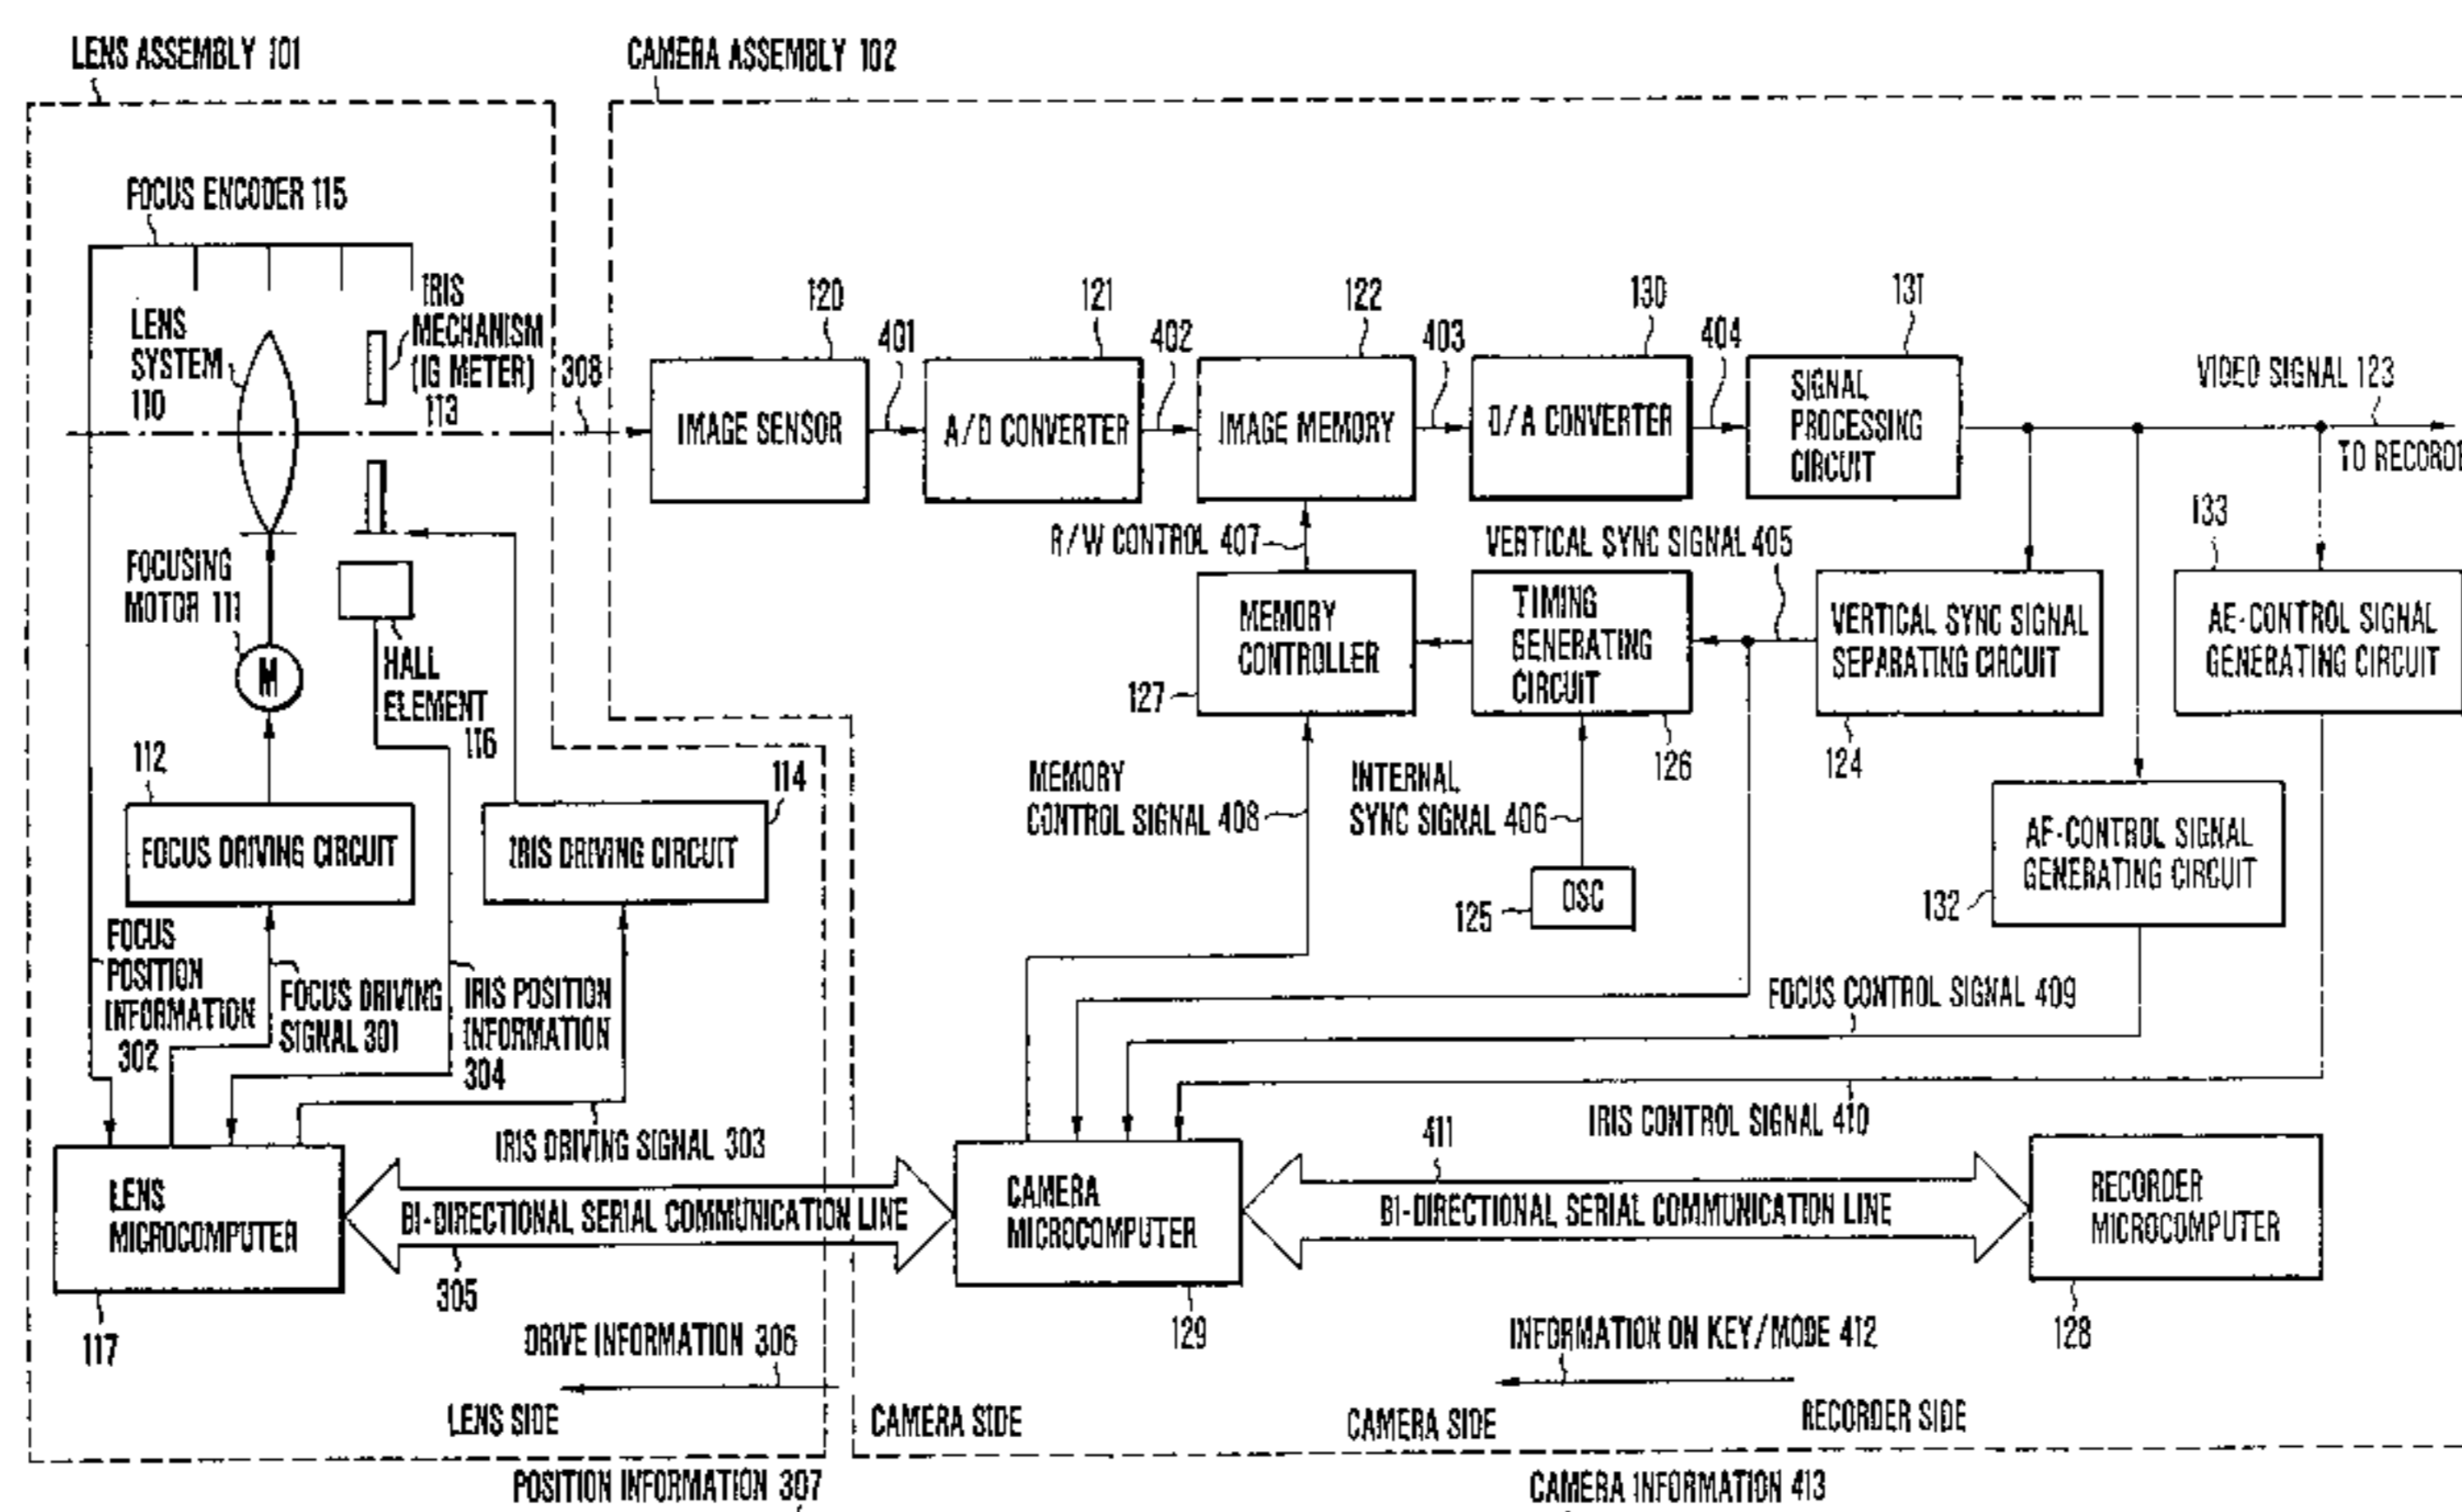 LENS ASSEMBLY 101
CAMERA ASSEMBLY 102
FOCUS ENCODER 115
LENS
SYSTEM
110
IRIS
MECHANISM
(IG METER)
113
308
120
IMAGE SENSOR
401
121
A/D CONVERTER
402
122
IMAGE MEMORY
403
130
D/A CONVERTER
404
131
SIGNAL
PROCESSING
CIRCUIT
VIDEO SIGNAL 123
TO RECORDE
FOCUSING
MOTOR 111
M
HALL
ELEMENT
116
R/W CONTROL 407
VERTICAL SYNC SIGNAL 405
133
MEMORY
CONTROLLER
127
TIMING
GENERATING
CIRCUIT
126
VERTICAL SYNC SIGNAL
SEPARATING CIRCUIT
124
AE-CONTROL SIGNAL
GENERATING CIRCUIT
112
FOCUS DRIVING CIRCUIT
114
IRIS DRIVING CIRCUIT
MEMORY
CONTROL SIGNAL 408
INTERNAL
SYNC SIGNAL 406
OSC
125
AF-CONTROL SIGNAL
GENERATING CIRCUIT
132
FOCUS
POSITION
INFORMATION
302
FOCUS DRIVING
SIGNAL 301
IRIS POSITION
INFORMATION
304
FOCUS CONTROL SIGNAL 409
IRIS DRIVING SIGNAL 303
IRIS CONTROL SIGNAL 410
LENS
MICROCOMPUTER
117
BI-DIRECTIONAL SERIAL COMMUNICATION LINE
305
CAMERA
MICROCOMPUTER
129
411
BI-DIRECTIONAL SERIAL COMMUNICATION LINE
RECORDER
MICROCOMPUTER
128
DRIVE INFORMATION 306
INFORMATION ON KEY/MODE 412
LENS SIDE
CAMERA SIDE
CAMERA SIDE
RECORDER SIDE
POSITION INFORMATION 307
CAMERA INFORMATION 413